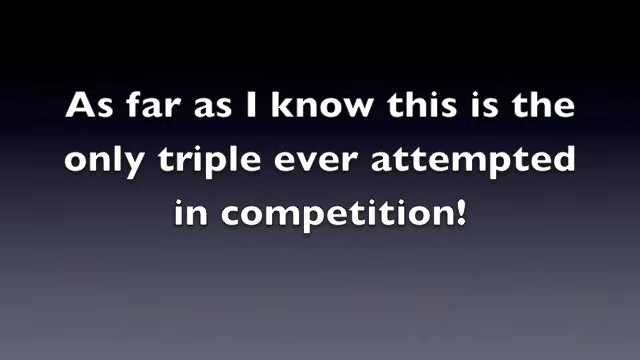 As far as I know this is the
only triple ever attempted
in competition!